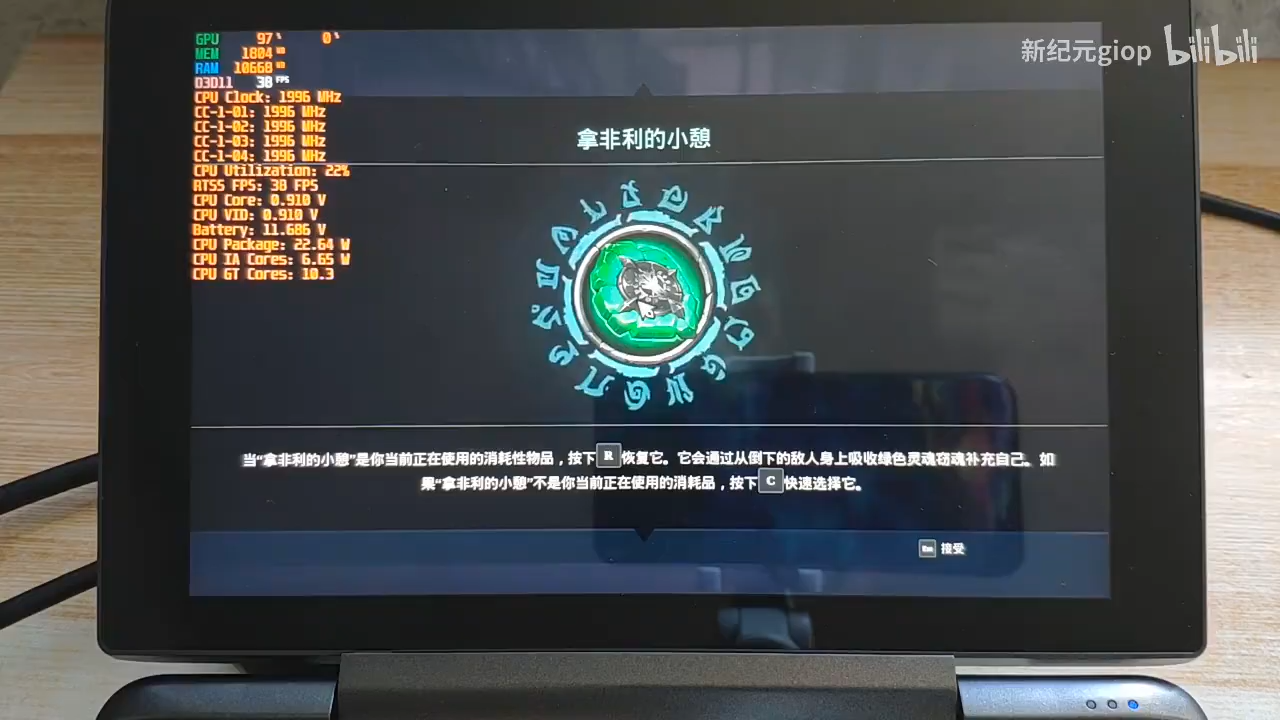 新纪元giop bilibili
GPU 97 % 0 %
MEM 1804 MB
RAM 10668 MB
D3D11 38 FPS
CPU Clock: 1996 MHz
CC-1-01: 1996 MHz
CC-1-02: 1996 MHz
CC-1-03: 1996 MHz
CC-1-04: 1996 MHz
CPU Utilization: 22%
RTSS FPS: 38 FPS
CPU Core: 0.910 V
CPU VID: 0.910 V
Battery: 11.686 V
CPU Package: 22.64 W
CPU IA Cores: 6.65 W
CPU GT Cores: 10.3
拿非利的小憩
当“拿非利的小憩”是你当前正在使用的消耗性物品，按下 R 恢复它。它会通过从倒下的敌人身上吸收绿色灵魂窃魂补充自己。如
果“拿非利的小憩”不是你当前正在使用的消耗品，按下 C 快速选择它。
Esc 接受